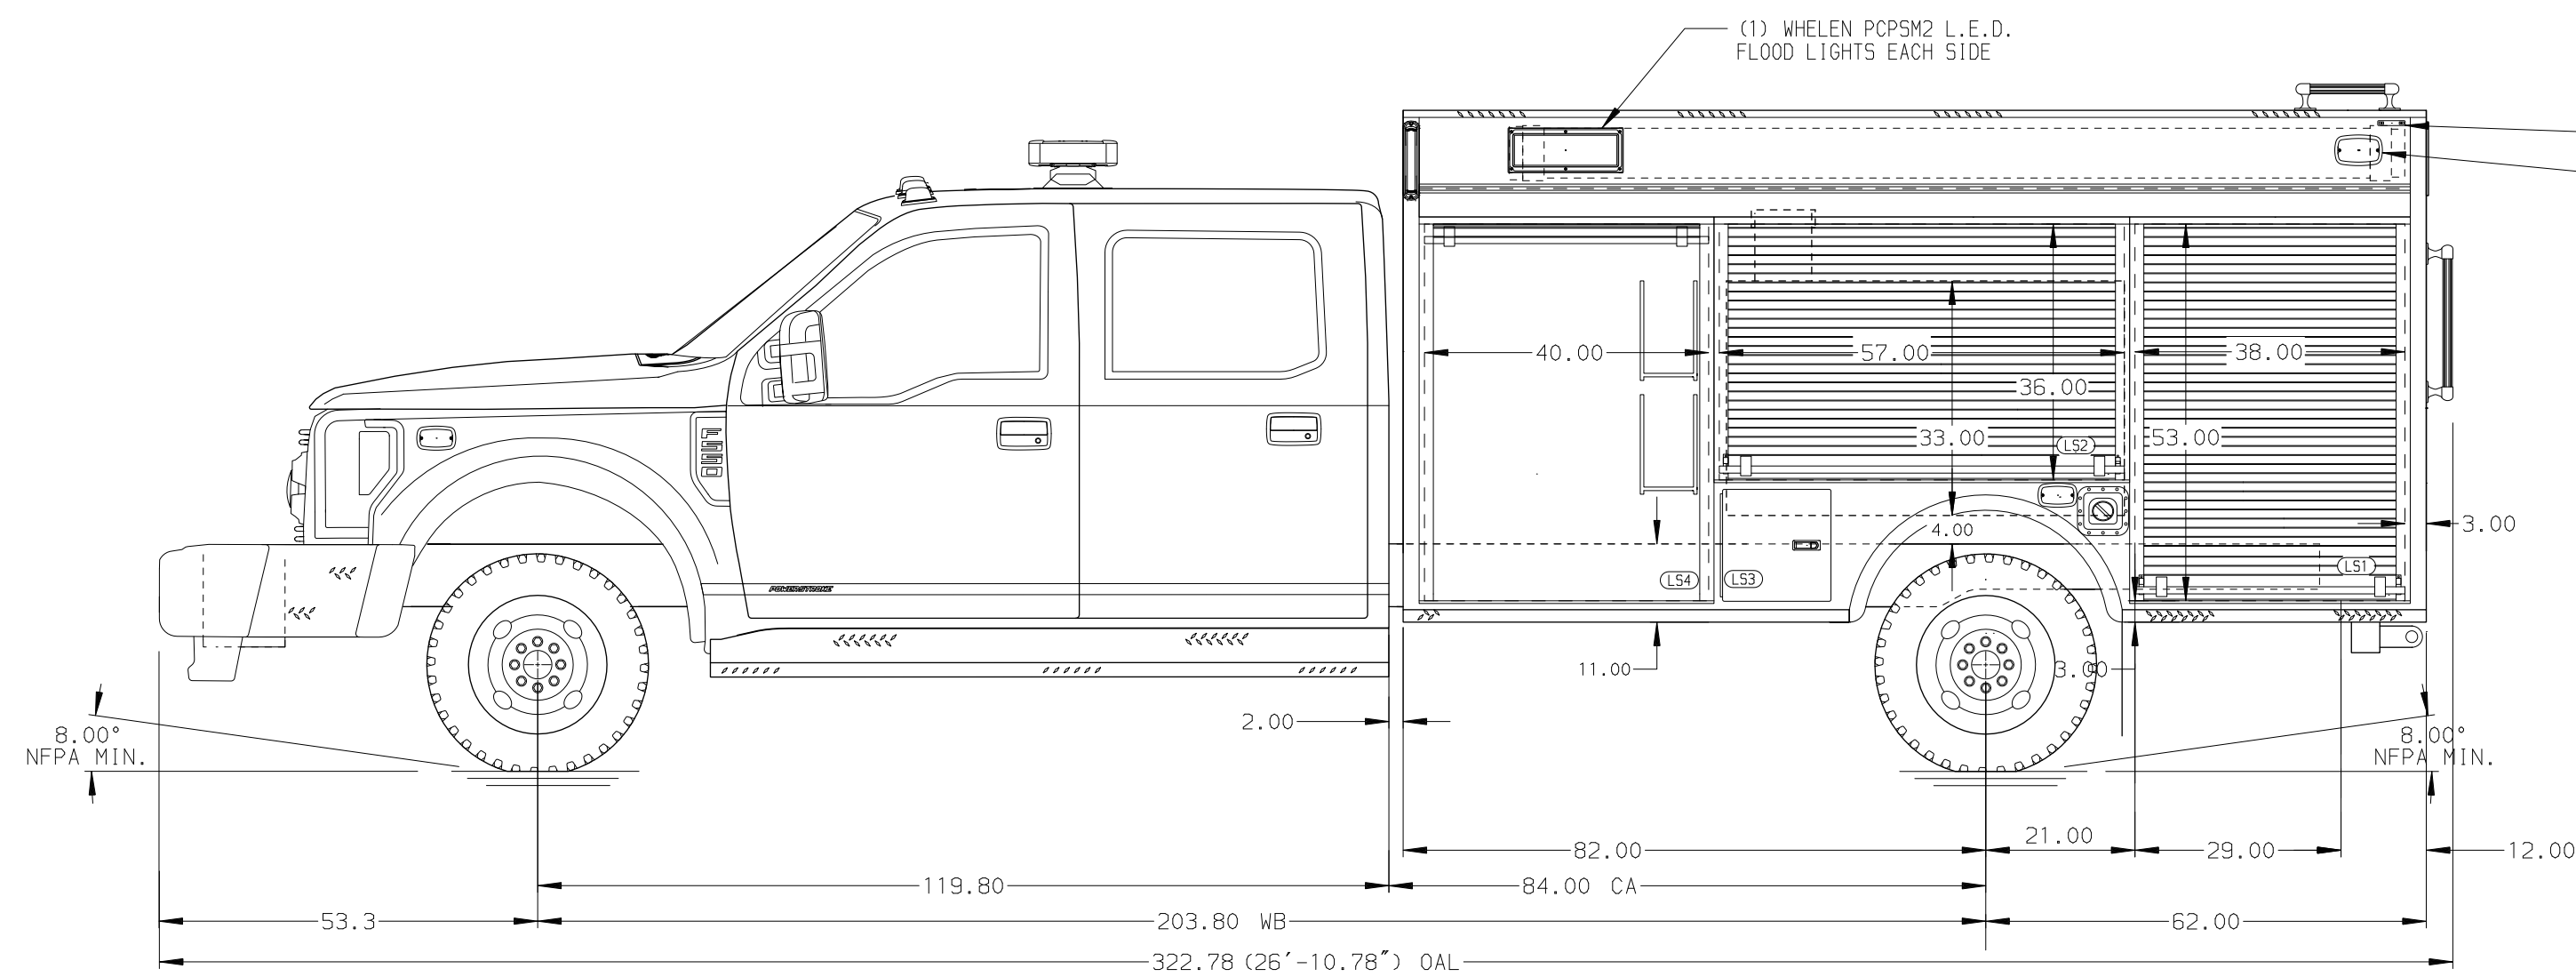 (1) WHELEN PCPSM2 L.E.D.
FLOOD LIGHTS EACH SIDE
40.00
57.00
38.00
36.00
33.00
53.00
LS2
F550
4.00
3.00
LS4
LS3
LS1
POWERSTROKE
11.00
3.00
2.00
8.00°
NFPA MIN.
8.00°
NFPA MIN.
82.00
21.00
29.00
12.00
119.80
84.00 CA
53.3
203.80 WB
62.00
322.78 (26'-10.78") OAL